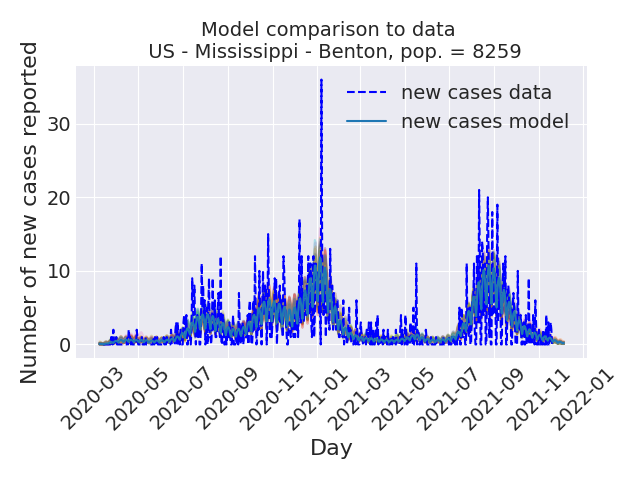 Model comparison to data
US - Mississippi - Benton, pop. = 8259
new cases data
new cases model
Number of new cases reported
30
20
10
0
2020-03
2020-05
2020-07
2020-09
2020-11
2021-01
2021-03
2021-05
2021-07
2021-09
2021-11
2022-01
Day